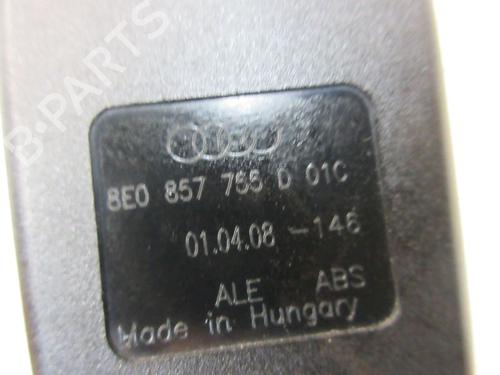 B-PARTS
8E0 857 755 D 01C
01.04.08 -146
ALE ABS
Made in Hungary